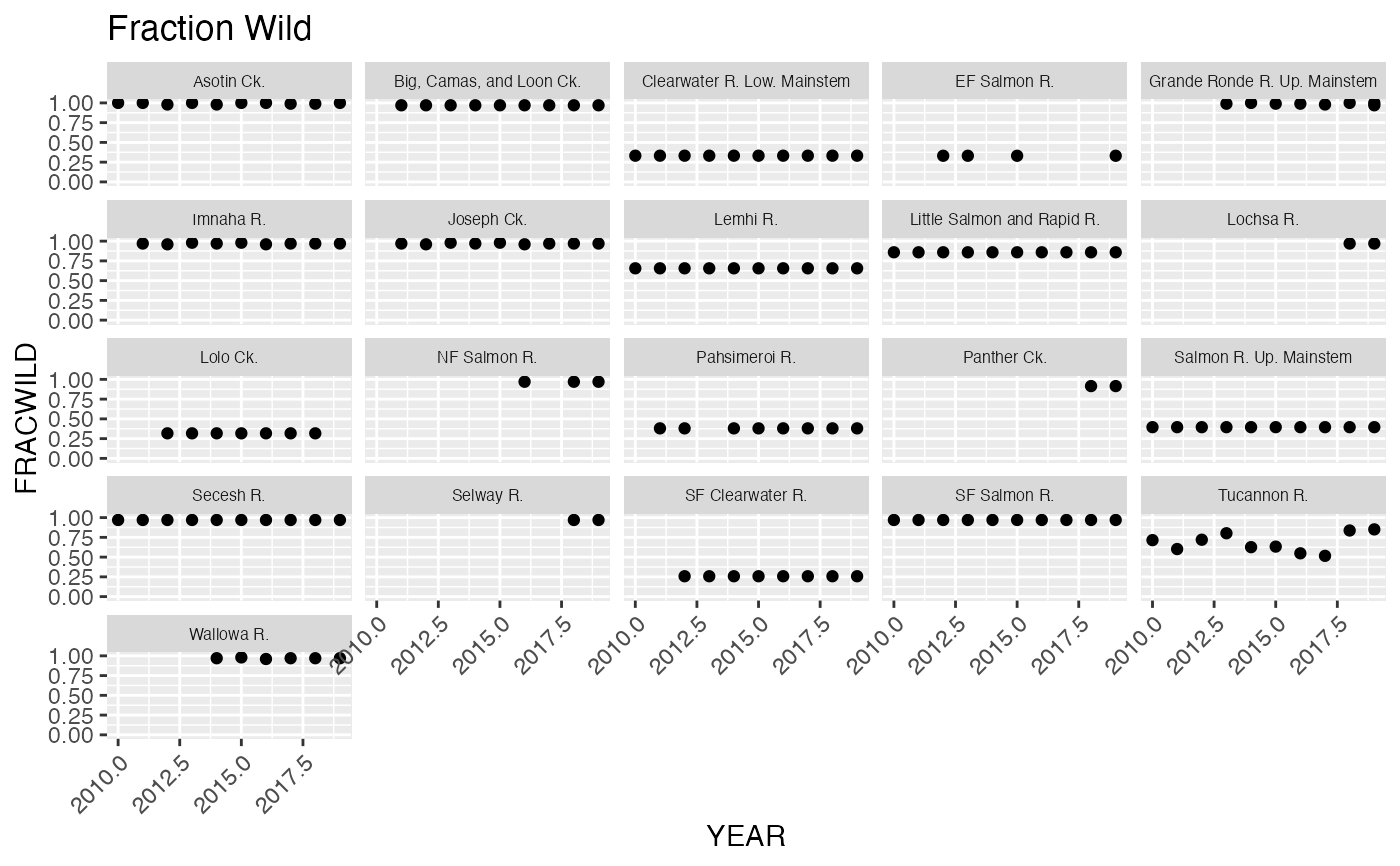 Fraction Wild
Asotin Ck.
Big, Camas, and Loon Ck.
Clearwater R. Low. Mainstem
EF Salmon R.
Grande Ronde R. Up. Mainstem
1.00
0.75
0.50
0.25
0.00
Imnaha R.
Joseph Ck.
Lemhi R.
Little Salmon and Rapid R.
Lochsa R.
1.00
0.75
0.50
0.25
0.00
Lolo Ck.
NF Salmon R.
Pahsimeroi R.
Panther Ck.
Salmon R. Up. Mainstem
1.00
0.75
0.50
0.25
0.00
FRACWILD
Secesh R.
Selway R.
SF Clearwater R.
SF Salmon R.
Tucannon R.
1.00
0.75
0.50
0.25
0.00
2010.0
2012.5
2015.0
2017.5
2010.0
2012.5
2015.0
2017.5
2010.0
2012.5
2015.0
2017.5
2010.0
2012.5
2015.0
2017.5
Wallowa R.
1.00
0.75
0.50
0.25
0.00
2010.0
2012.5
2015.0
2017.5
YEAR